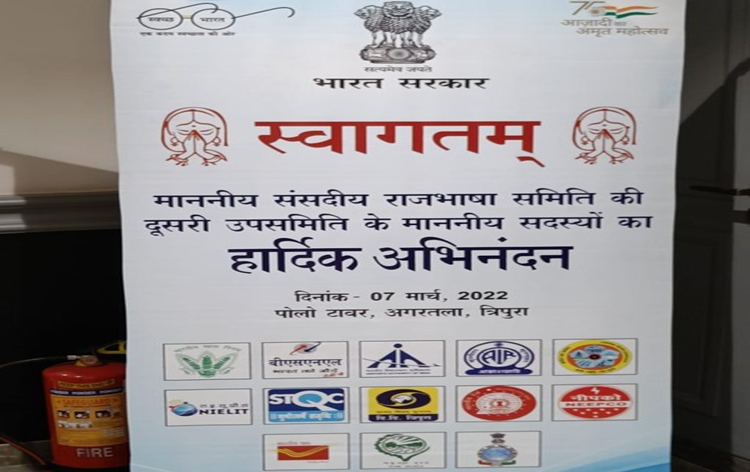 स्वच्छ भारत
एक कदम स्वच्छता की ओर
आज़ादी का
अमृत महोत्सव
सत्यमेव जयते
भारत सरकार
स्वागतम्
माननीय संसदीय राजभाषा समिति की
दूसरी उपसमिति के माननीय सदस्यों का
हार्दिक अभिनंदन
दिनांक - 07 मार्च, 2022
पोलो टावर, अगरतला, त्रिपुरा
बीएसएनएल
AIR
NIELIT
STQC
नीपको
NEEPCO
FIRE